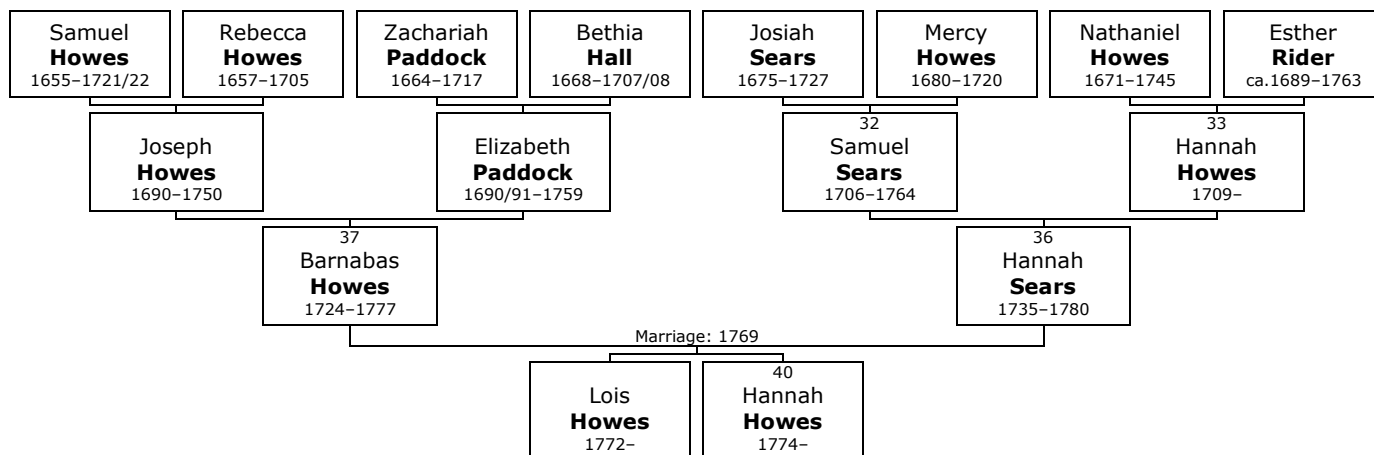 Samuel
Howes
1655–1721/22
Rebecca
Howes
1657–1705
Zachariah
Paddock
1664–1717
Bethia
Hall
1668–1707/08
Josiah
Sears
1675–1727
Mercy
Howes
1680–1720
Nathaniel
Howes
1671–1745
Esther
Rider
ca.1689–1763
Joseph
Howes
1690–1750
Elizabeth
Paddock
1690/91–1759
32
Samuel
Sears
1706–1764
33
Hannah
Howes
1709–
37
Barnabas
Howes
1724–1777
36
Hannah
Sears
1735–1780
Marriage: 1769
Lois
Howes
1772–
40
Hannah
Howes
1774–